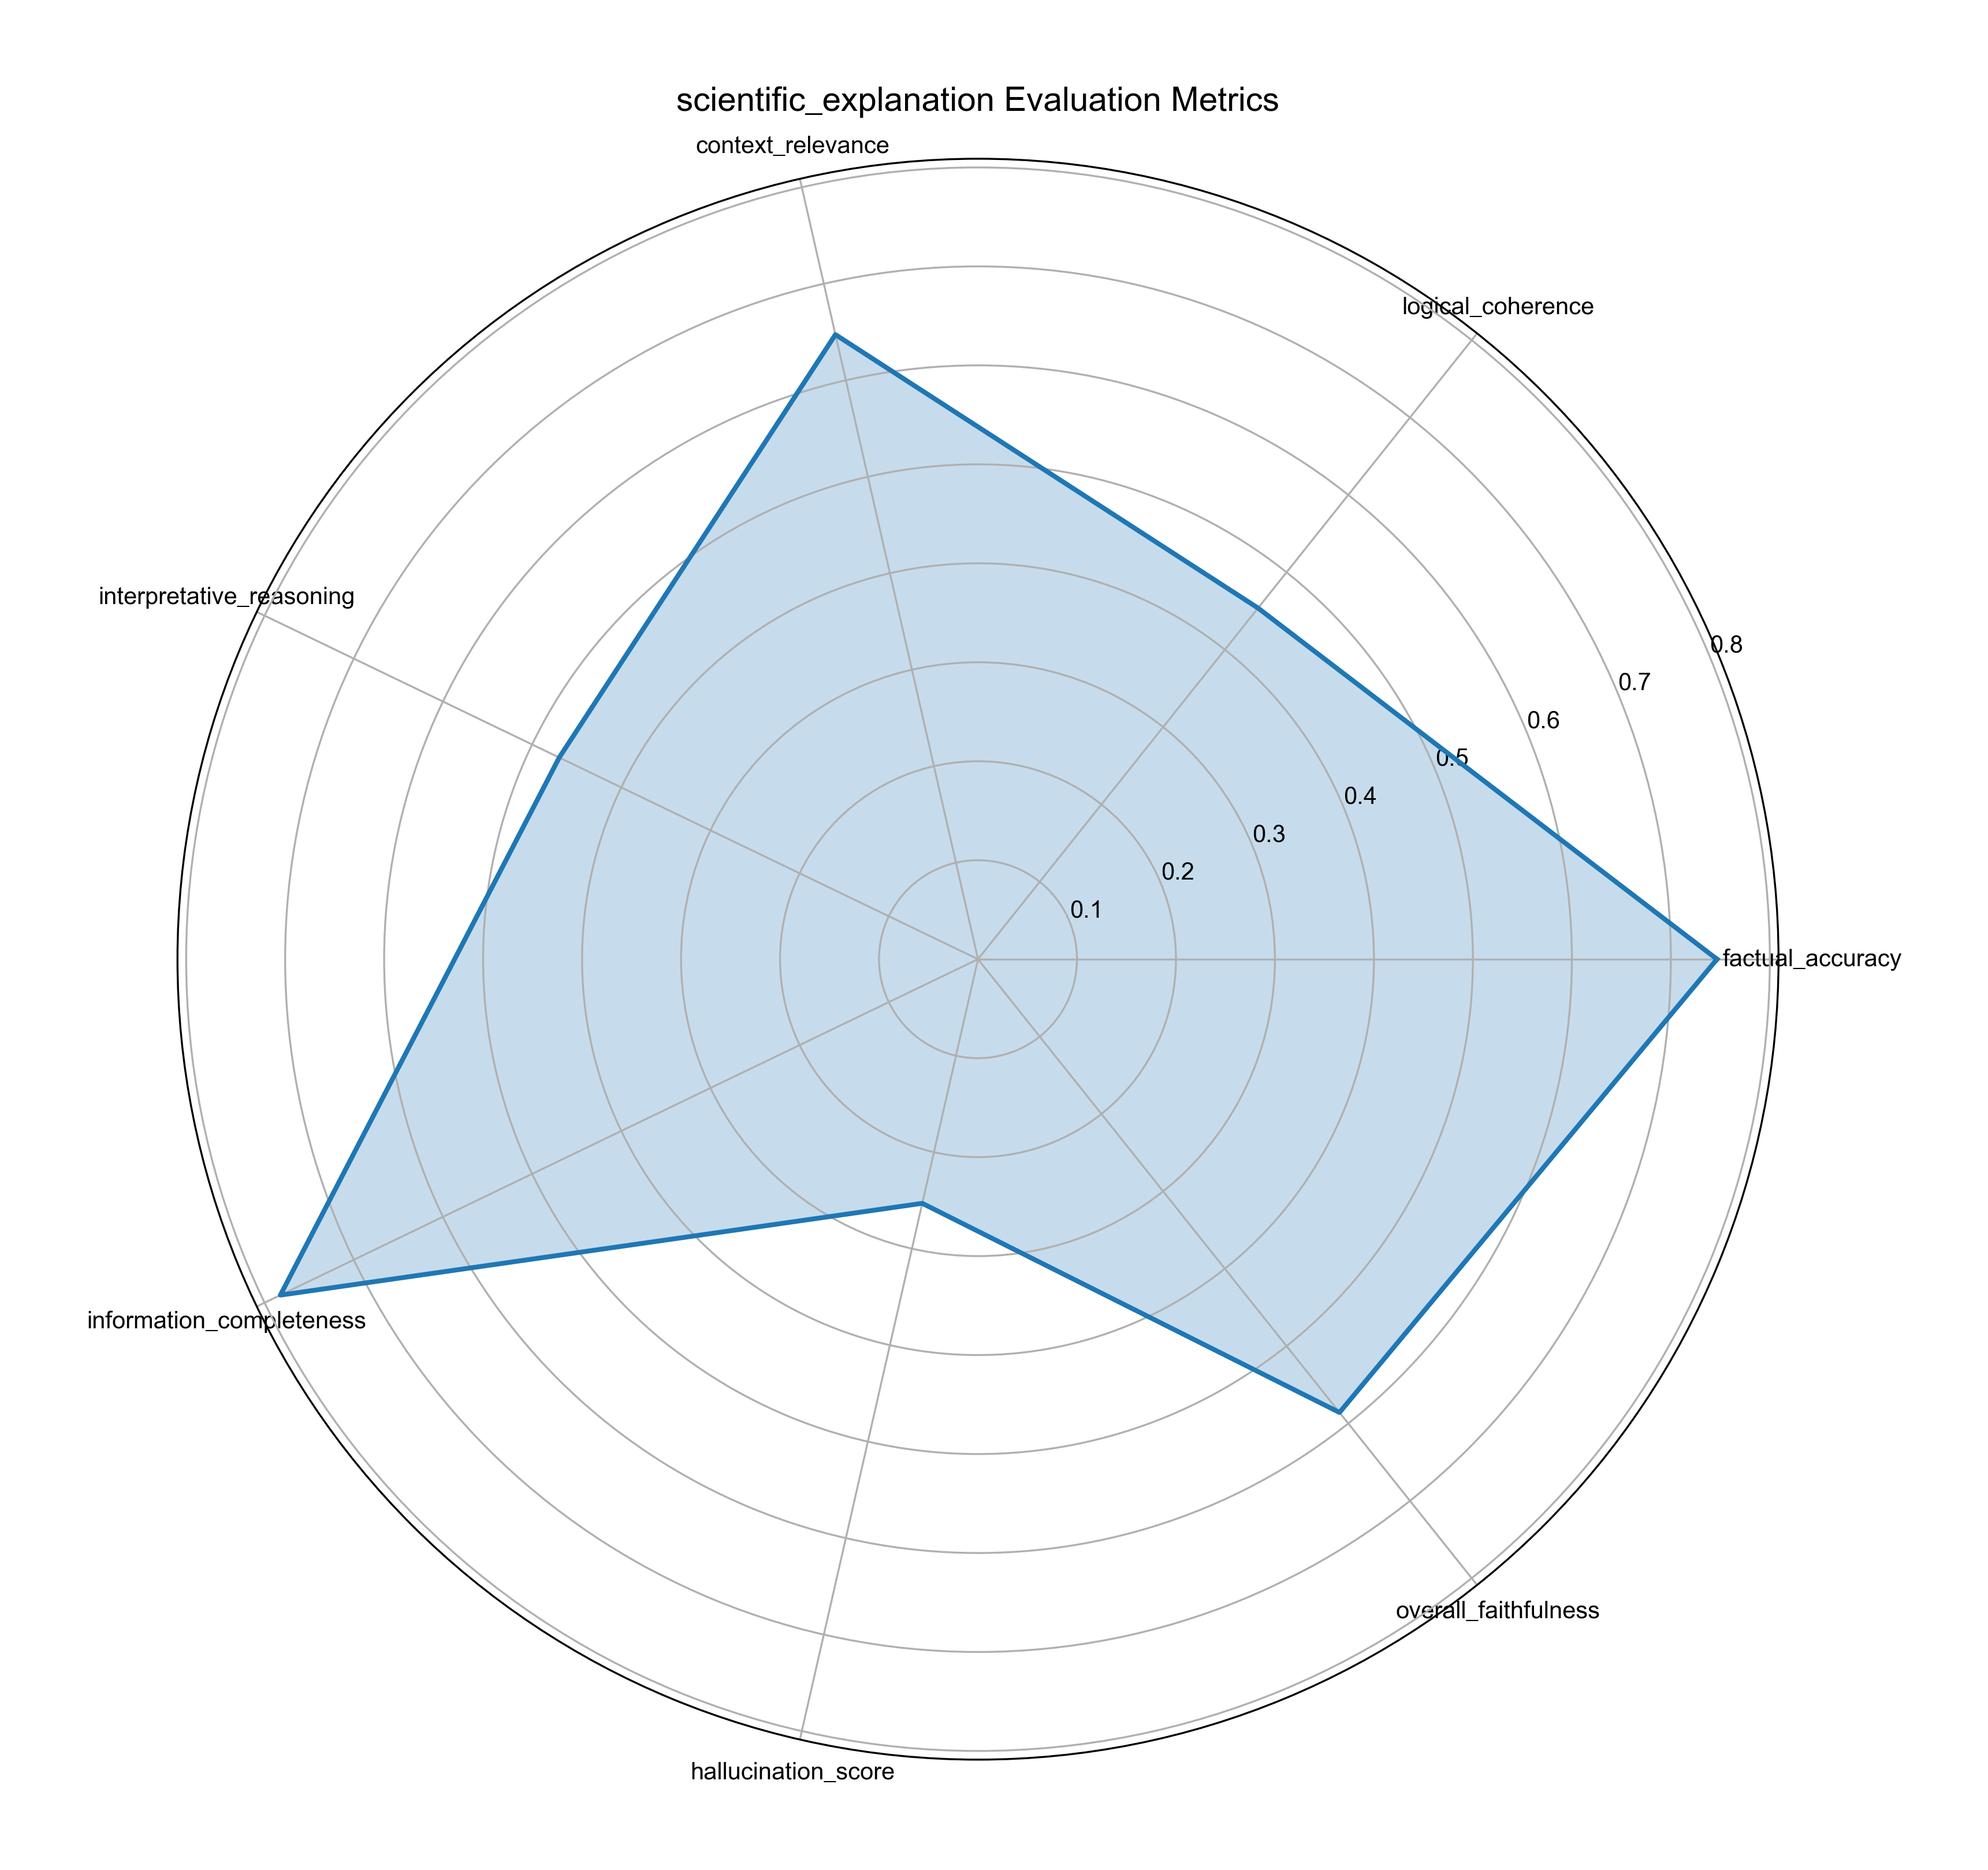 scientific_explanation Evaluation Metrics
context_relevance
logical_coherence
interpretative_reasoning
0.8
0.7
0.6
0.5
0.4
0.3
0.2
0.1
factual_accuracy
information_completeness
overall_faithfulness
hallucination_score